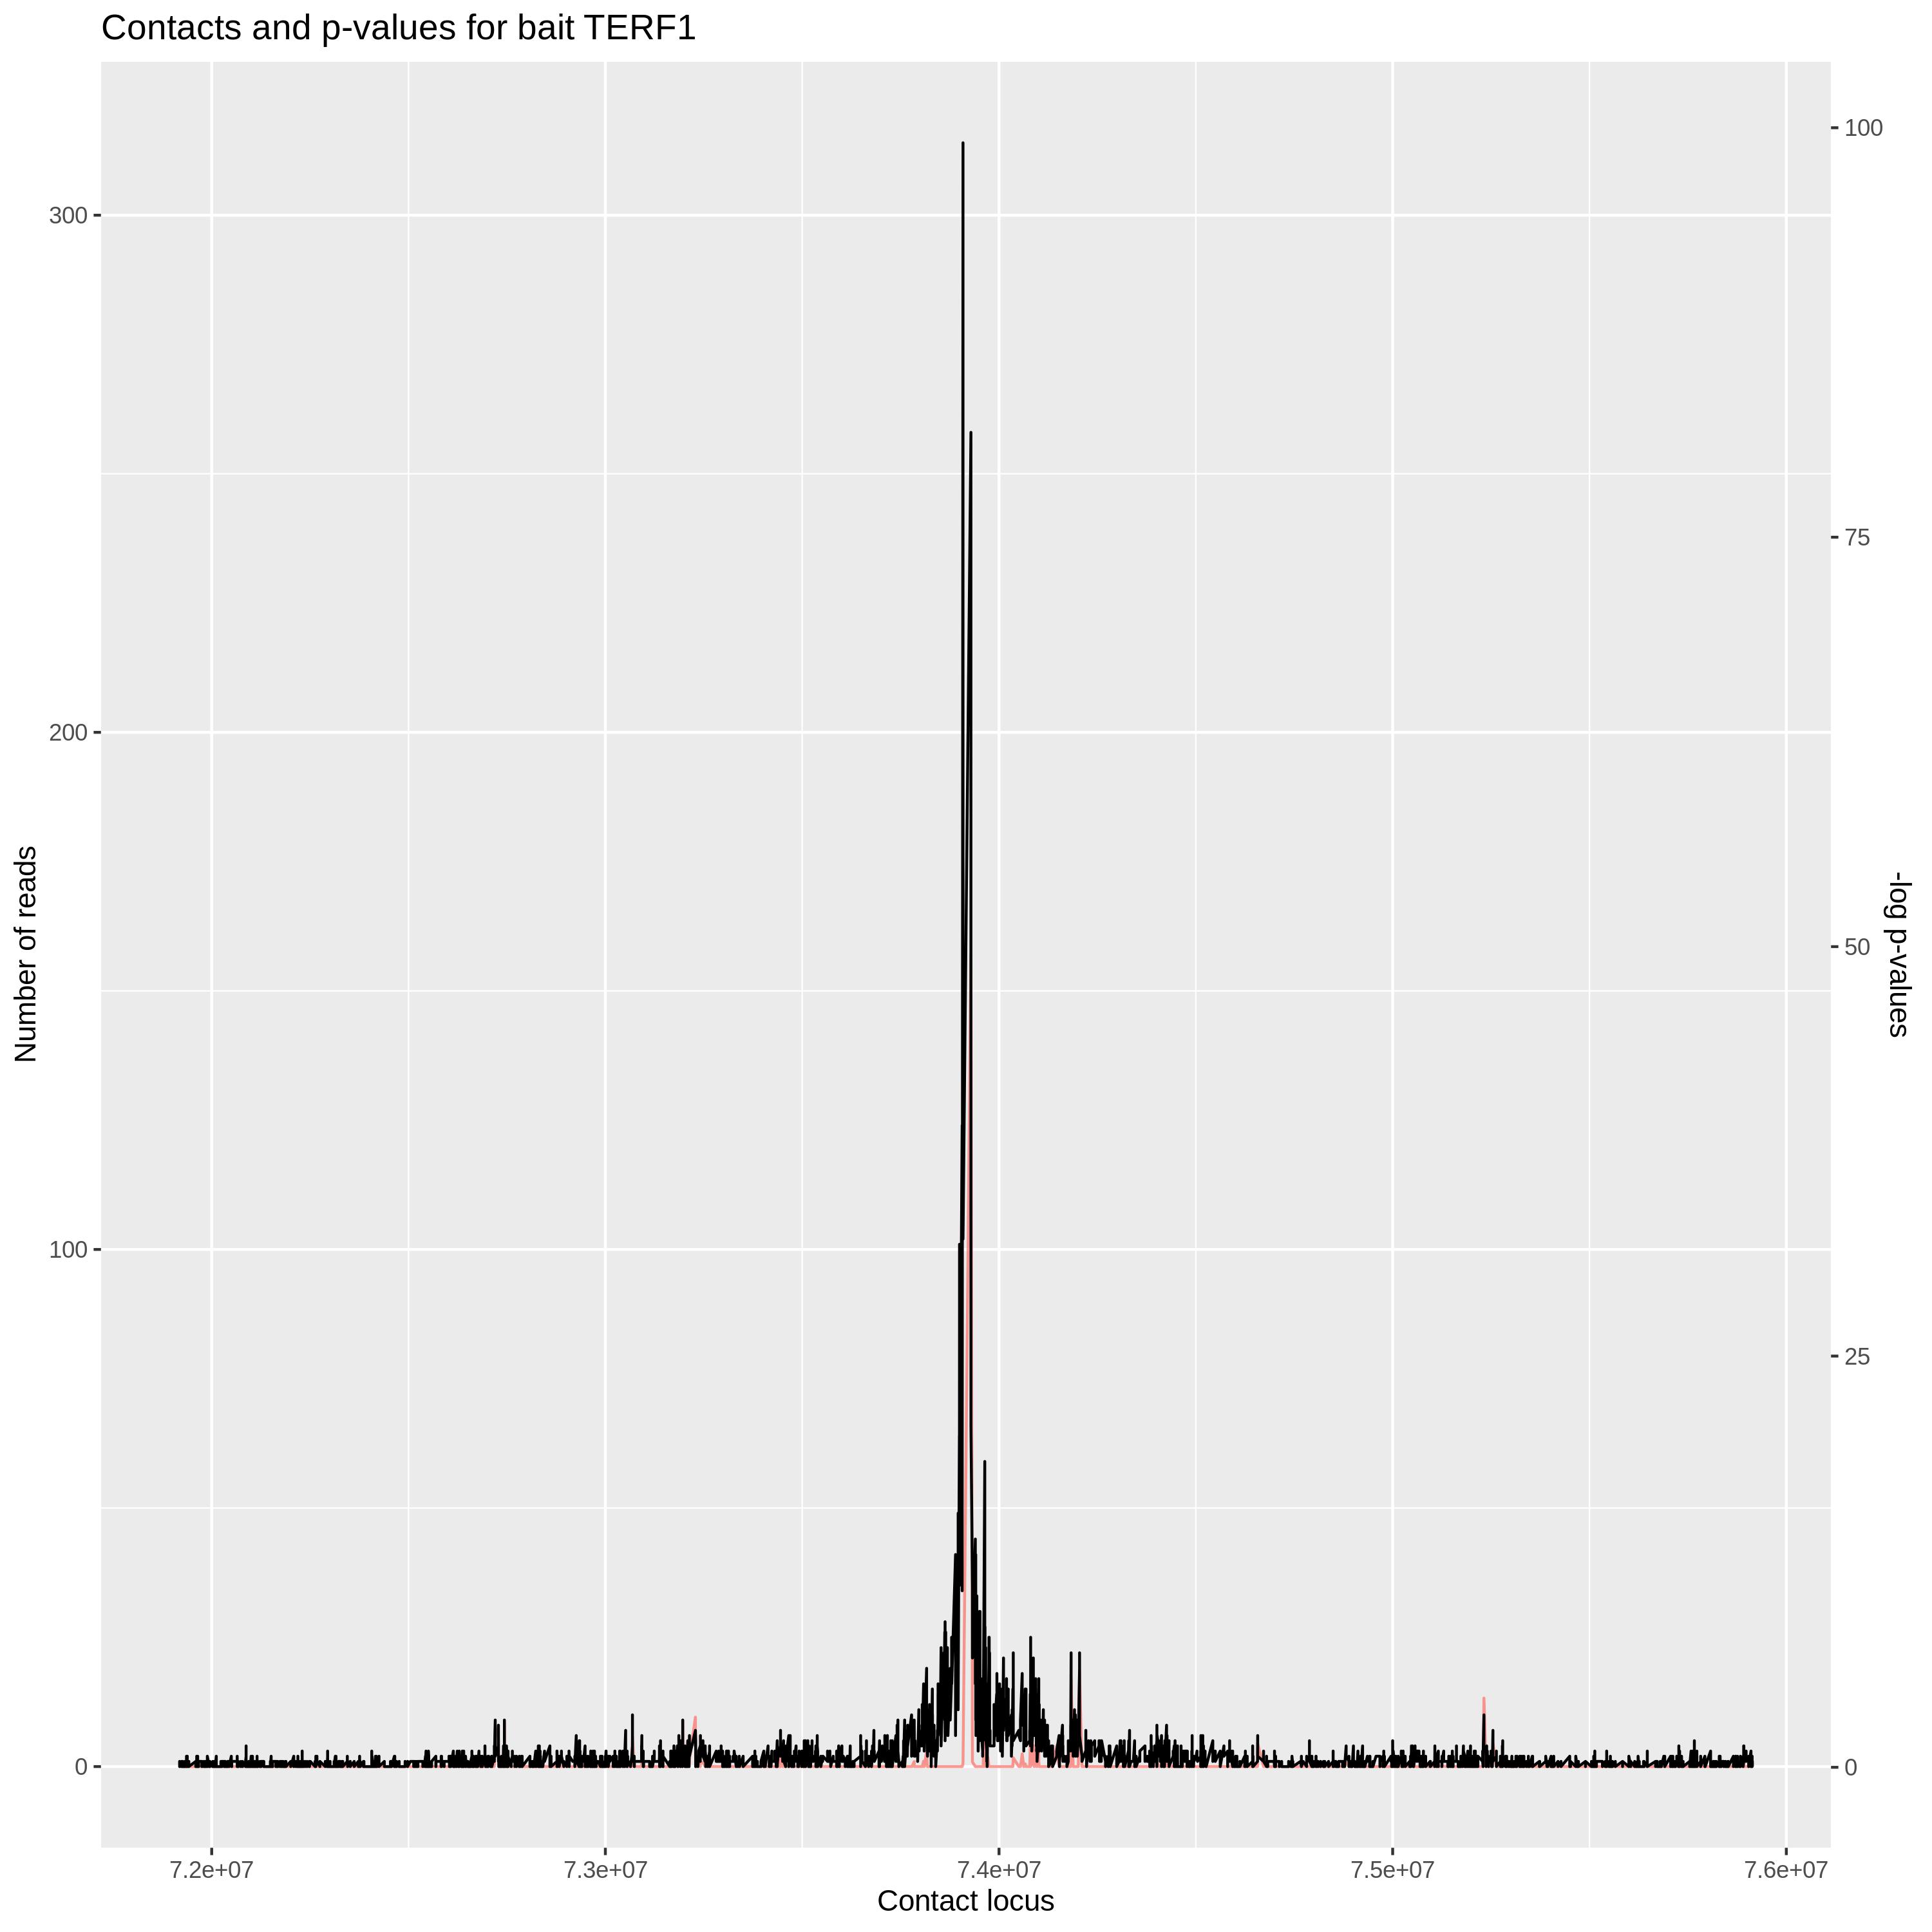 Contacts and p-values for bait TERF1
300
200
100
0
Number of reads
100
75
50
25
0
-log p-values
7.2e+07
7.3e+07
7.4e+07
7.5e+07
7.6e+07
Contact locus